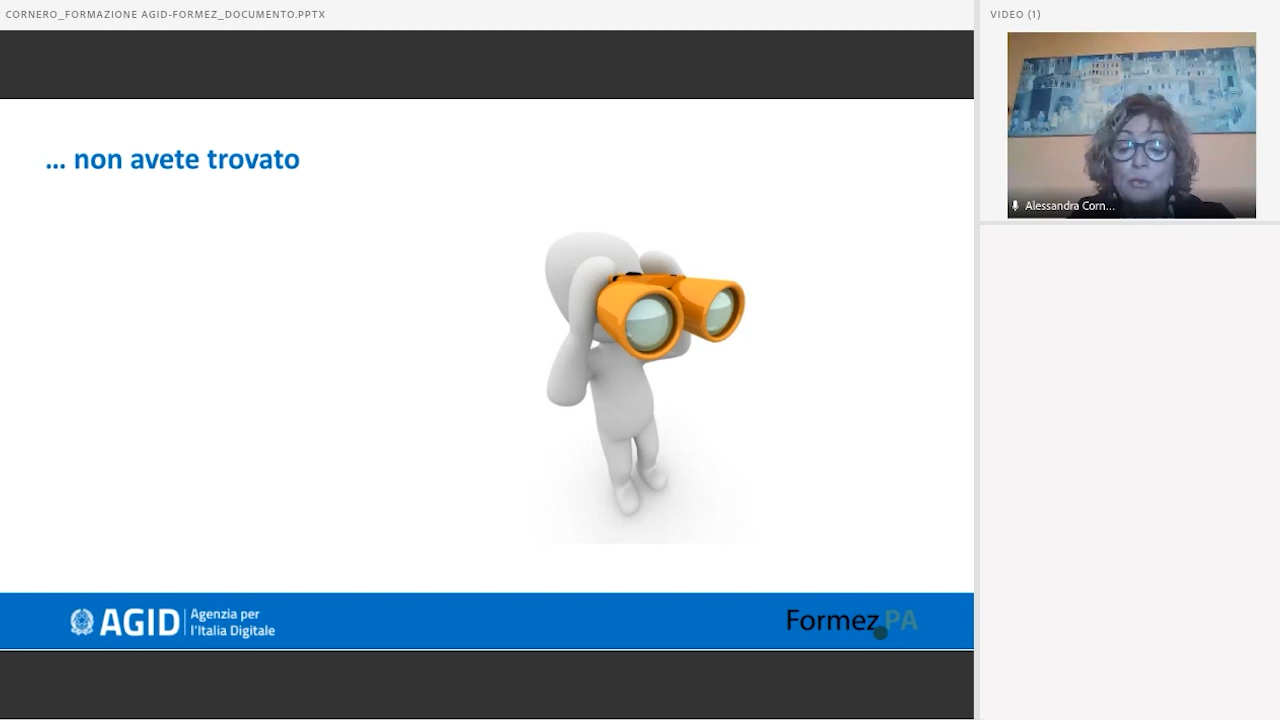 CORNERO_FORMAZIONE AGID-FORMEZ_DOCUMENTO.PPTX
VIDEO (1)
Alessandra Corn...
... non avete trovato
AGID
Agenzia per
l'Italia Digitale
Formez PA